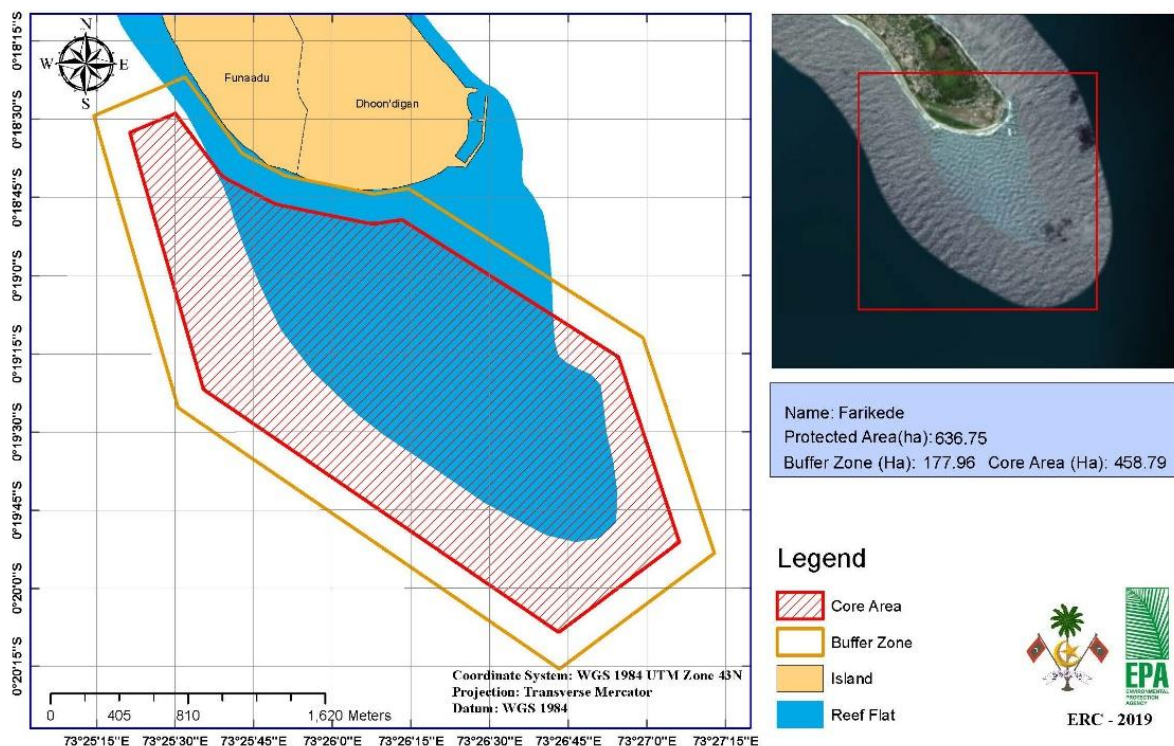 0°18'15"S
0°18'30"S
0°18'45"S
0°19'0"S
0°19'15"S
0°19'30"S
0°19'45"S
0°20'0"S
0°20'15"S
N
W E
S
Funaadu
Dhoon'digan
Coordinate System: WGS 1984 UTM Zone 43N
Projection: Transverse Mercator
Datum: WGS 1984
0 405 810 1,620 Meters
73°25'15"E 73°25'30"E 73°25'45"E 73°26'0"E 73°26'15"E 73°26'30"E 73°26'45"E 73°27'0"E 73°27'15"E
Name: Farikede
Protected Area(ha): 636.75
Buffer Zone (Ha): 177.96 Core Area (Ha): 458.79
Legend
Core Area
Buffer Zone
Island
Reef Flat
EPA
ENVIRONMENTAL
PROTECTION
AGENCY
ERC - 2019